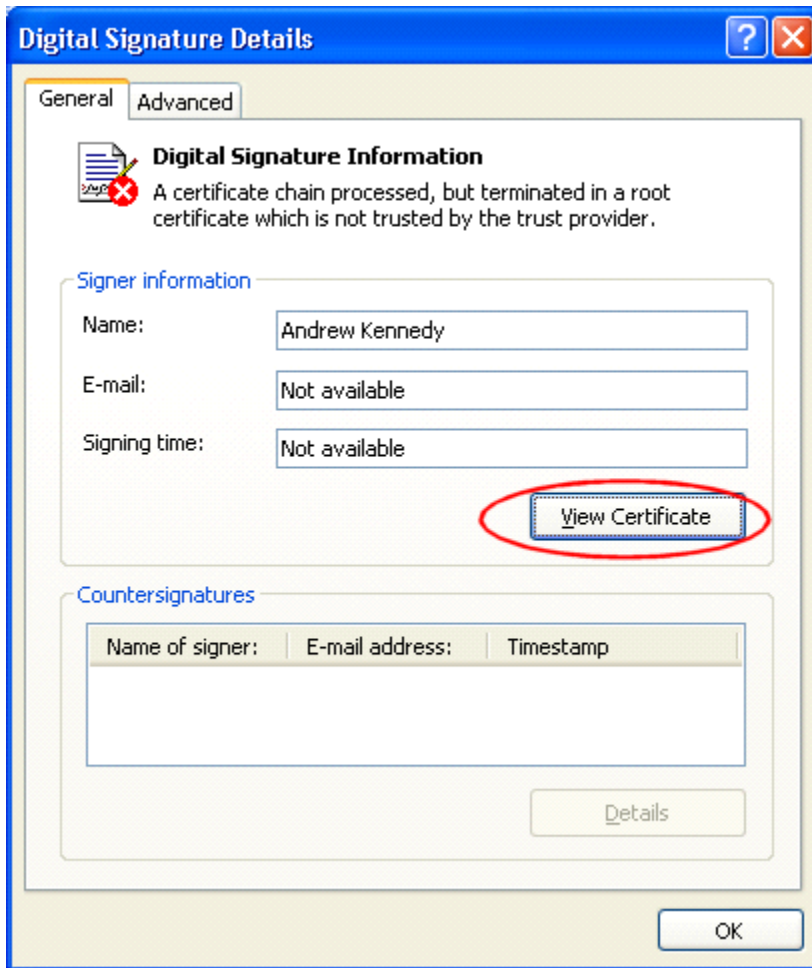 Digital Signature Details
General Advanced
Digital Signature Information
A certificate chain processed, but terminated in a root
certificate which is not trusted by the trust provider.
Signer information
Name: Andrew Kennedy
E-mail: Not available
Signing time: Not available
View Certificate
Countersignatures
Name of signer: E-mail address: Timestamp
Details
OK